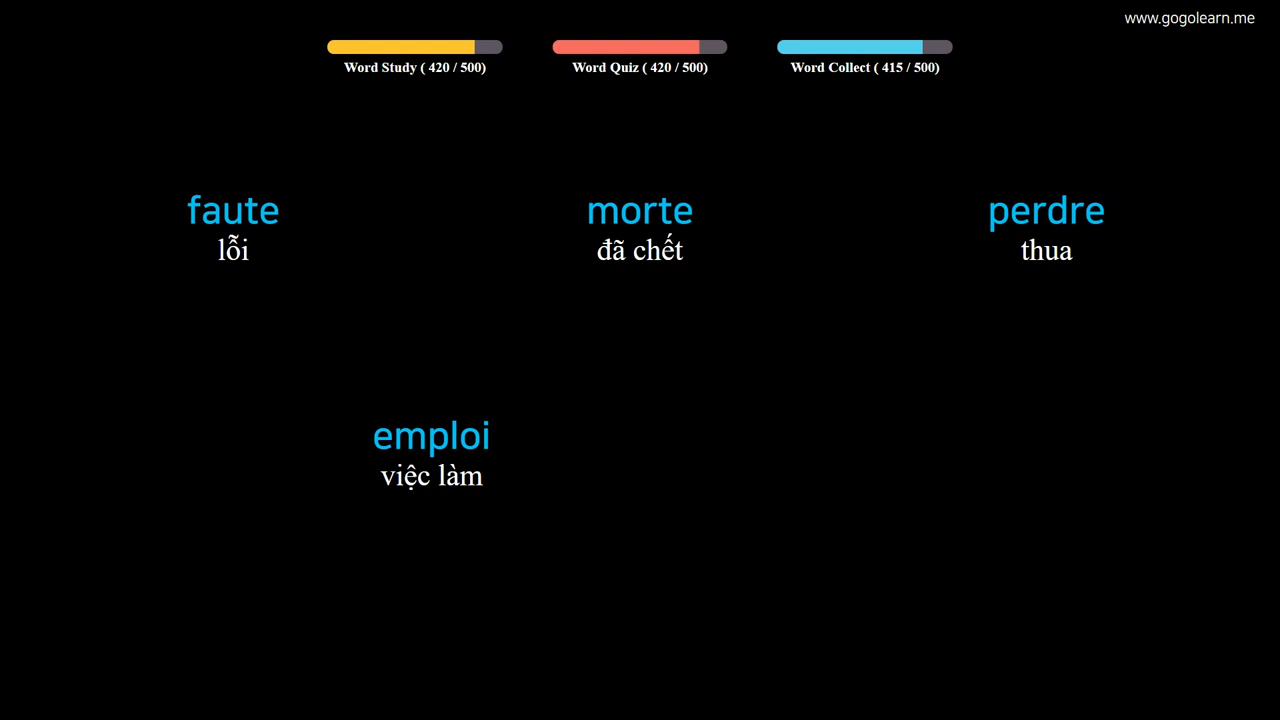 www.gogolearn.me
Word Study ( 420 / 500)
Word Quiz ( 420 / 500)
Word Collect ( 415 / 500)
faute
lỗi
morte
đã chết
perdre
thua
emploi
việc làm